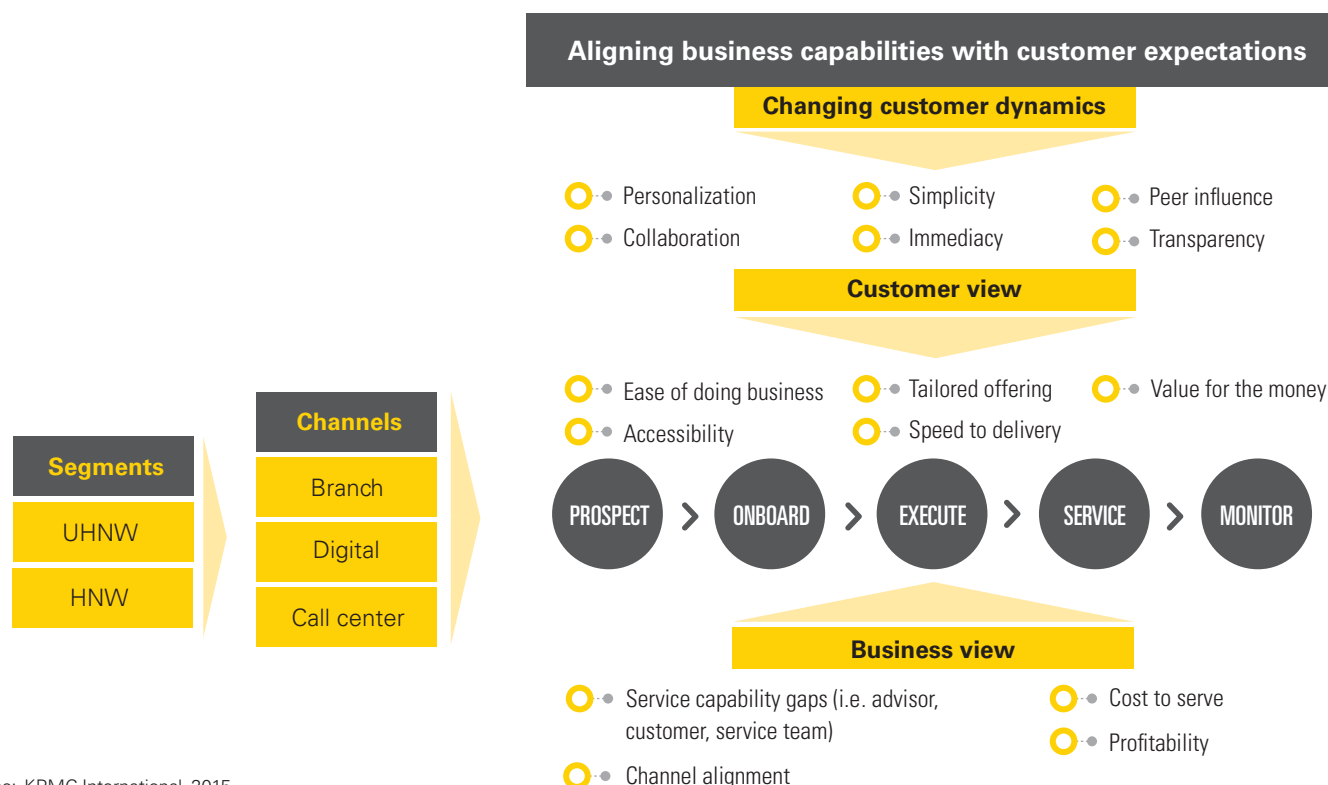 Aligning business capabilities with customer expectations
Changing customer dynamics
Personalization
Simplicity
Peer influence
Collaboration
Immediacy
Transparency
Customer view
Ease of doing business
Tailored offering
Value for the money
Accessibility
Speed to delivery
Segments
UHNW
HNW
Channels
Branch
Digital
Call center
PROSPECT > ONBOARD > EXECUTE > SERVICE > MONITOR
Business view
Service capability gaps (i.e. advisor,
customer, service team)
Cost to serve
Profitability
Channel alignment
KPMG International, 2015